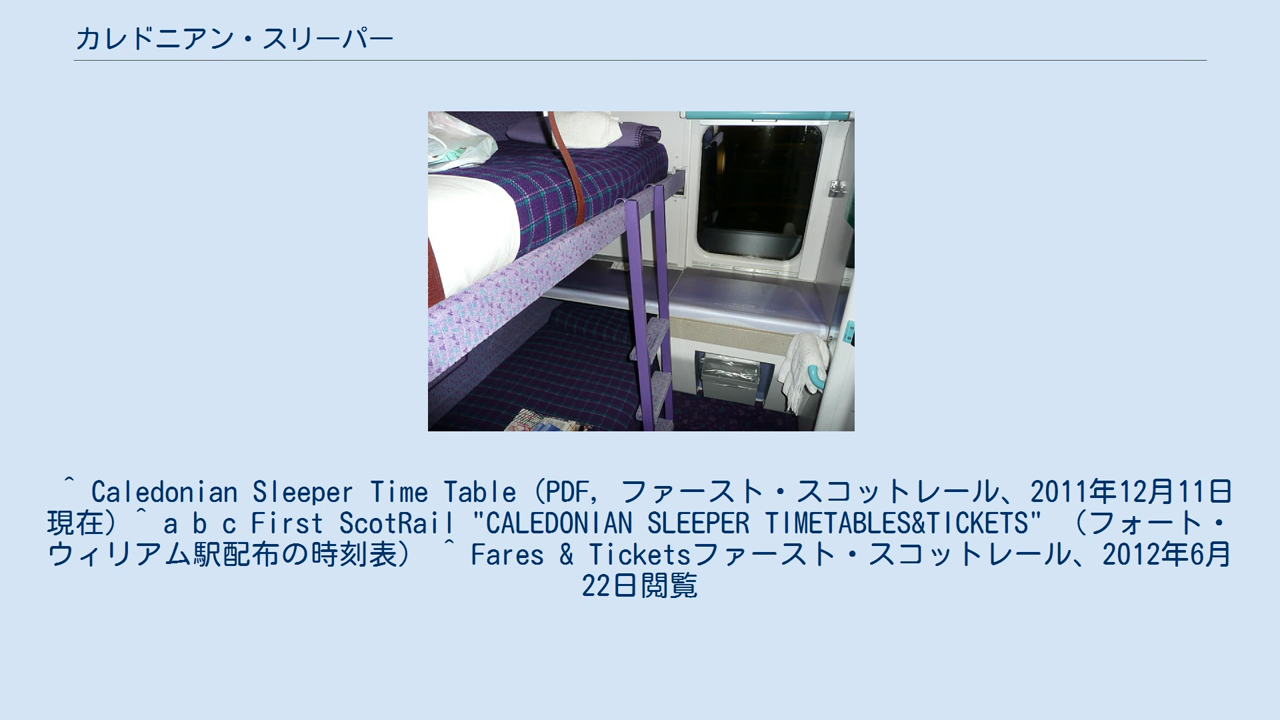 カレドニアン・スリーパー
^ Caledonian Sleeper Time Table（PDF, ファースト・スコットレール、2011年12月11日
現在）^ a b c First ScotRail "CALEDONIAN SLEEPER TIMETABLES&TICKETS" （フォート・
ウィリアム駅配布の時刻表） ^ Fares & Ticketsファースト・スコットレール、2012年6月
22日閲覧